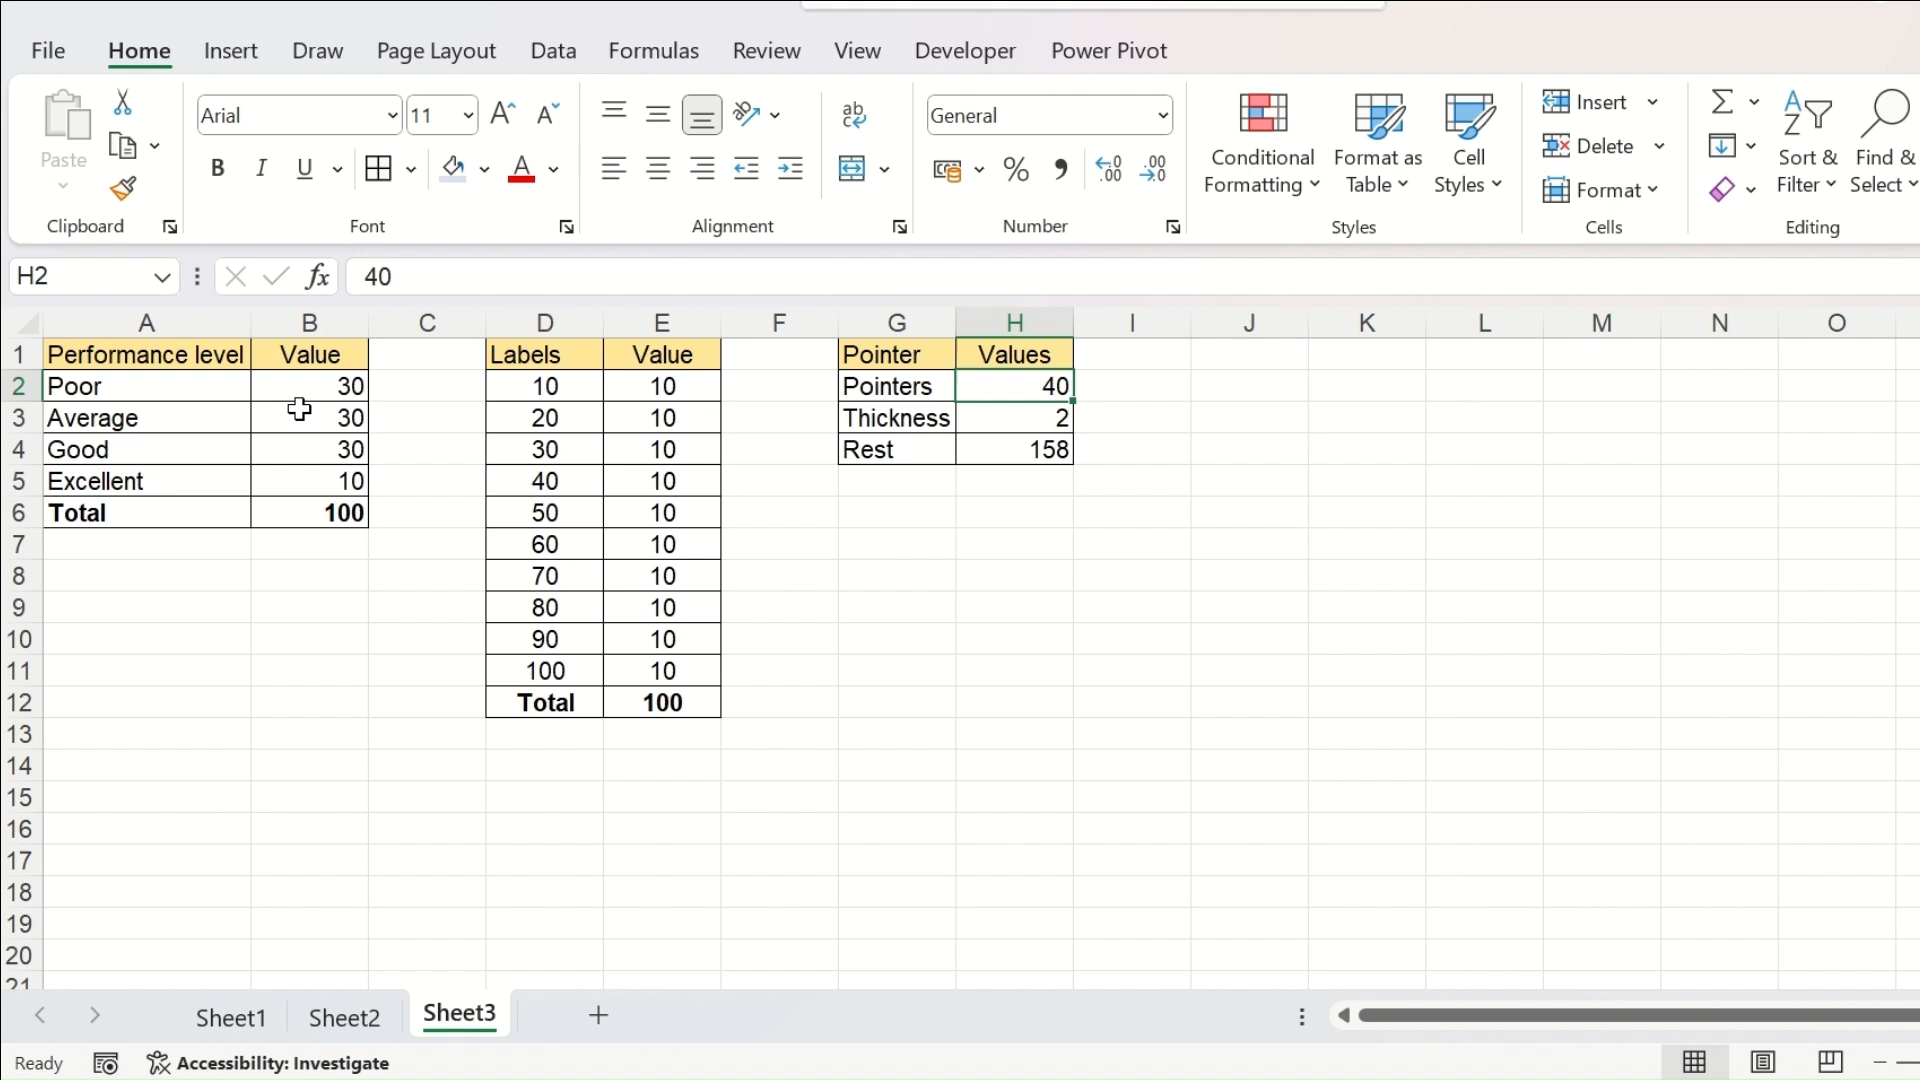 File Home Insert Draw Page Layout Data Formulas Review View Developer Power Pivot
Paste
Clipboard
Arial 11
B I U
Font
Alignment
General
Number
Conditional Formatting
Format as Table
Cell Styles
Styles
Insert
Delete
Format
Cells
Sort & Filter
Find & Select
Editing
H2 fx 40
A B C D E F G H I J K L M N O
1 Performance level Value Labels Value Pointer Values
2 Poor 30 10 10 Pointers 40
3 Average 30 20 10 Thickness 2
4 Good 30 30 10 Rest 158
5 Excellent 10 40 10
6 Total 100 50 10
7 60 10
8 70 10
9 80 10
10 90 10
11 100 10
12 Total 100
13
14
15
16
17
18
19
20
21
Sheet1 Sheet2 Sheet3
Ready Accessibility: Investigate